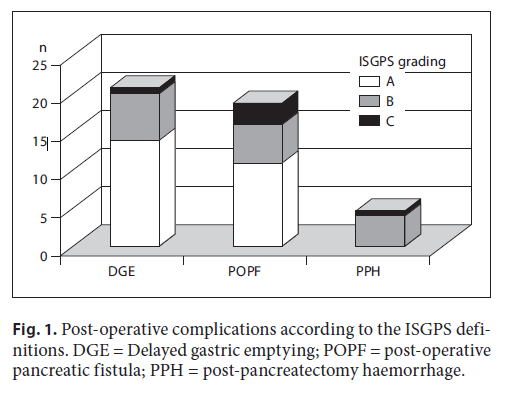 n
ISGPS grading
A
B
C
25
20
15
10
5
0
DGE
POPF
PPH
Fig. 1. Post-operative complications according to the ISGPS defi-
nitions. DGE = Delayed gastric emptying; POPF = post-operative
pancreatic fistula; PPH = post-pancreatectomy haemorrhage.